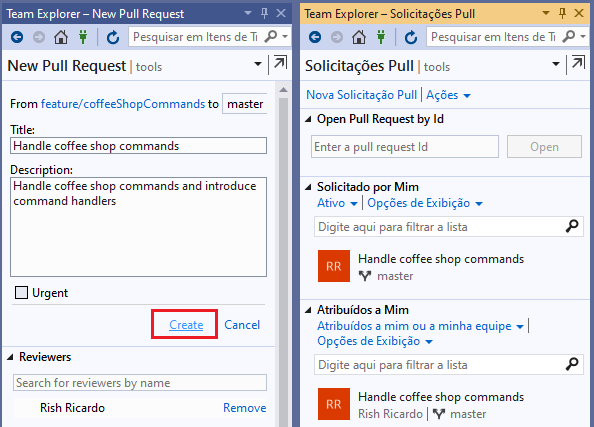 Team Explorer – New Pull Request
Pesquisar em Itens de Ti
New Pull Request | tools
From feature/coffeeShopCommands to master
Title:
Handle coffee shop commands
Description:
Handle coffee shop commands and introduce
command handlers
Urgent
Create Cancel
Reviewers
Search for reviewers by name
Rish Ricardo Remove
Team Explorer – Solicitações Pull
Pesquisar em Itens de Ti
Solicitações Pull | tools
Nova Solicitação Pull | Ações
Open Pull Request by Id
Enter a pull request Id Open
Solicitado por Mim
Ativo | Opções de Exibição
Digite aqui para filtrar a lista
RR Handle coffee shop commands
master
Atribuídos a Mim
Atribuídos a mim ou a minha equipe |
Opções de Exibição
Digite aqui para filtrar a lista
RR Handle coffee shop commands
Rish Ricardo | master